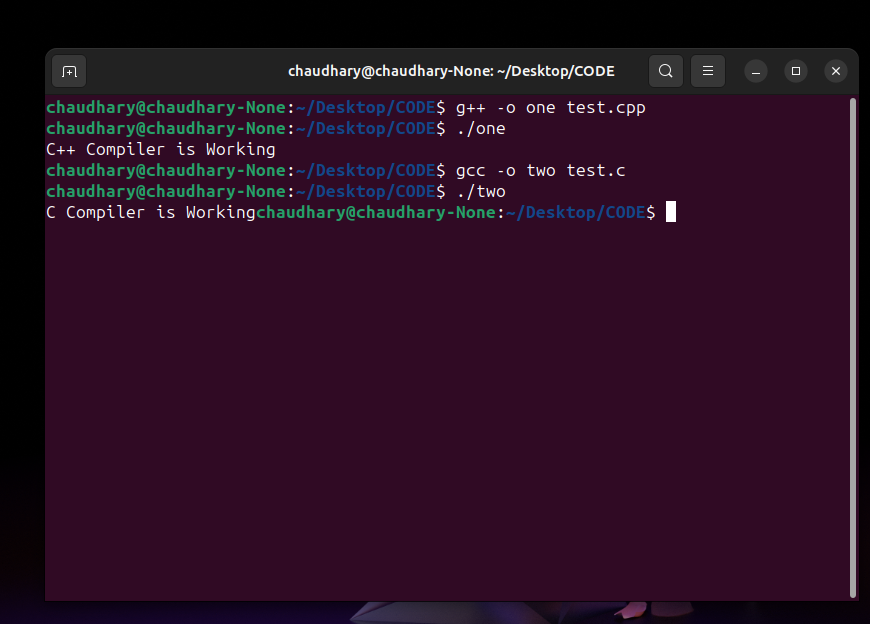 chaudhary@chaudhary-None: ~/Desktop/CODE
chaudhary@chaudhary-None:~/Desktop/CODE$ g++ -o one test.cpp
chaudhary@chaudhary-None:~/Desktop/CODE$ ./one
C++ Compiler is Working
chaudhary@chaudhary-None:~/Desktop/CODE$ gcc -o two test.c
chaudhary@chaudhary-None:~/Desktop/CODE$ ./two
C Compiler is Workingchaudhary@chaudhary-None:~/Desktop/CODE$